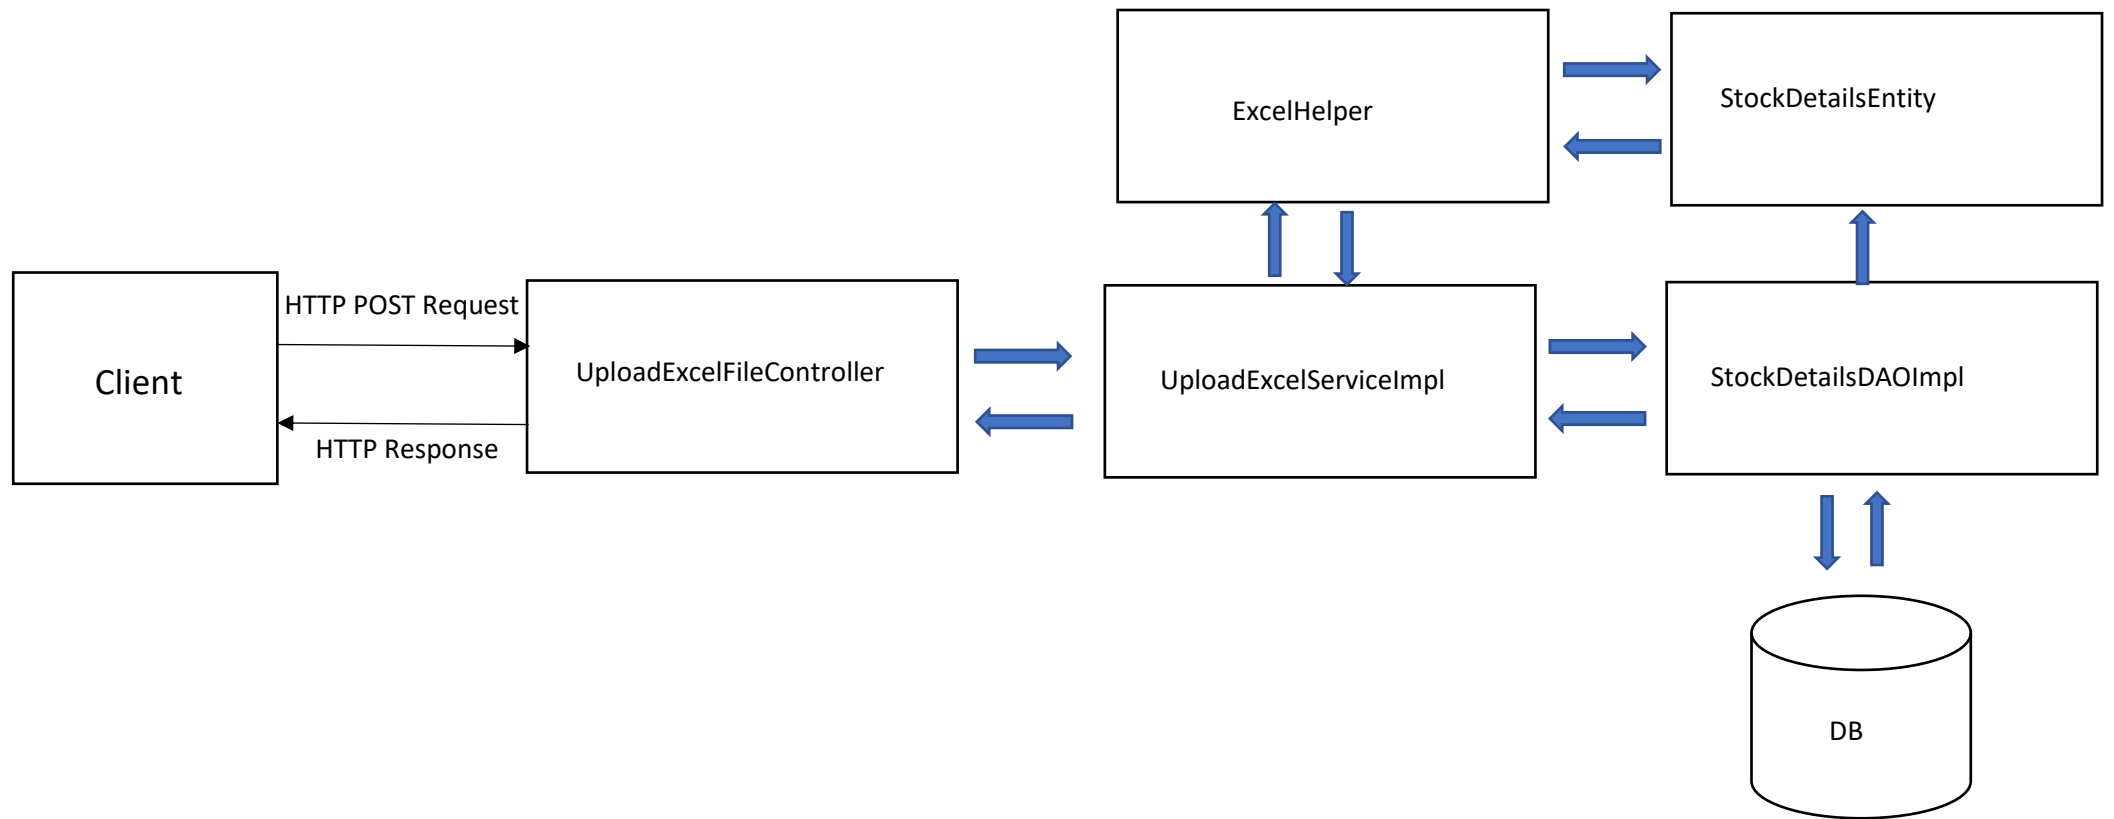 ExcelHelper
StockDetailsEntity
HTTP POST Request
Client
UploadExcelFileController
UploadExcelServiceImpl
StockDetailsDAOImpl
HTTP Response
DB